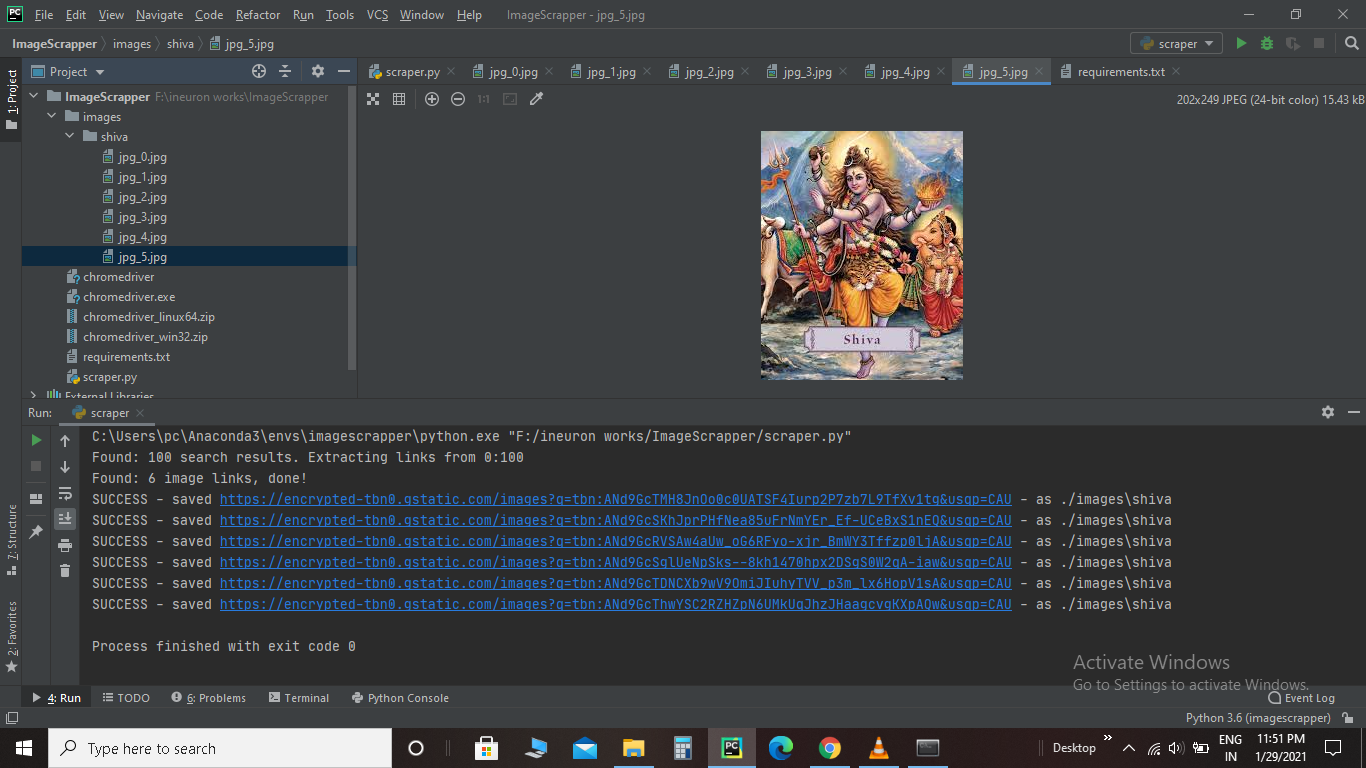 PC File Edit View Navigate Code Refactor Run Tools VCS Window Help ImageScrapper - jpg_5.jpg
ImageScrapper images shiva jpg_5.jpg scraper
1: Project
Project
scraper.py jpg_0.jpg jpg_1.jpg jpg_2.jpg jpg_3.jpg jpg_4.jpg jpg_5.jpg requirements.txt
ImageScrapper F:\ineuron works\ImageScrapper
1:1
202x249 JPEG (24-bit color) 15.43 kB
images
shiva
jpg_0.jpg
jpg_1.jpg
jpg_2.jpg
jpg_3.jpg
jpg_4.jpg
jpg_5.jpg
chromedriver
chromedriver.exe
chromedriver_linux64.zip
chromedriver_win32.zip
requirements.txt
scraper.py
External Libraries
Shiva
Run: scraper
C:\Users\pc\Anaconda3\envs\imagescrapper\python.exe "F:/ineuron works/ImageScrapper/scraper.py"
Found: 100 search results. Extracting links from 0:100
Found: 6 image links, done!
SUCCESS - saved https://encrypted-tbn0.gstatic.com/images?q=tbn:ANd9GcTMH8JnOo0c0UATSF4Iurp2P7zb7L9TfXv1tg&usqp=CAU - as ./images\shiva
SUCCESS - saved https://encrypted-tbn0.gstatic.com/images?q=tbn:ANd9GcSKhJprPHfNea85uFrNmYEr_Ef-UCeBxS1nEQ&usqp=CAU - as ./images\shiva
SUCCESS - saved https://encrypted-tbn0.gstatic.com/images?q=tbn:ANd9GcRVSAw4aUw_oG6RFyo-xjr_BmWY3Tffzp0ljA&usqp=CAU - as ./images\shiva
SUCCESS - saved https://encrypted-tbn0.gstatic.com/images?q=tbn:ANd9GcSqlUeNpSks--8kh1470hpx2DSgS0W2qA-iaw&usqp=CAU - as ./images\shiva
SUCCESS - saved https://encrypted-tbn0.gstatic.com/images?q=tbn:ANd9GcTDNCXb9wV9OmiJIuhyTVV_p3m_lx6HopV1sA&usqp=CAU - as ./images\shiva
SUCCESS - saved https://encrypted-tbn0.gstatic.com/images?q=tbn:ANd9GcThwYSC2RZHZpN6UMkUgJhzJHaagcvgKXpAQw&usqp=CAU - as ./images\shiva
Process finished with exit code 0
7: Structure
2: Favorites
Activate Windows
Go to Settings to activate Windows.
4: Run TODO 6: Problems Terminal Python Console Event Log
Python 3.6 (imagescrapper)
Type here to search
PC
Desktop
ENG
IN
11:51 PM
1/29/2021